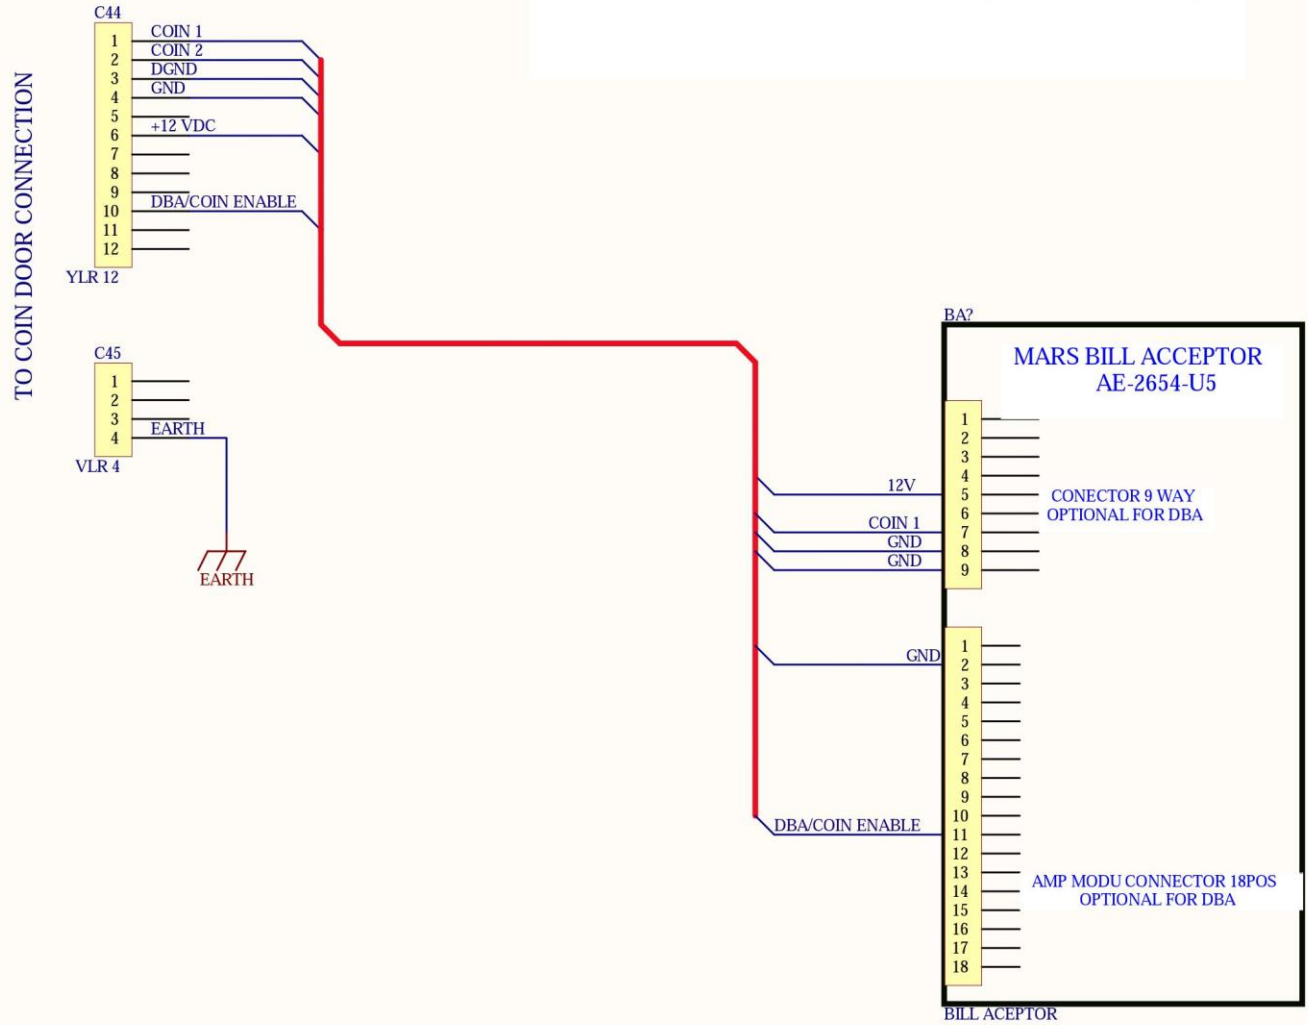 C44
1 COIN 1
2 COIN 2
3 DGND
4 GND
5
6 +12 VDC
7
8
9
10 DBA/COIN ENABLE
11
12
YLR 12
TO COIN DOOR CONNECTION
C45
1
2
3
4 EARTH
VLR 4
EARTH
BA?
MARS BILL ACCEPTOR
AE-2654-U5
1
2
3
4
12V 5
6
COIN 1 7
GND 8
GND 9
CONECTOR 9 WAY
OPTIONAL FOR DBA
1
GND 2
3
4
5
6
7
8
9
10
DBA/COIN ENABLE 11
12
13
14
15
16
17
18
AMP MODU CONNECTOR 18POS
OPTIONAL FOR DBA
BILL ACEPTOR